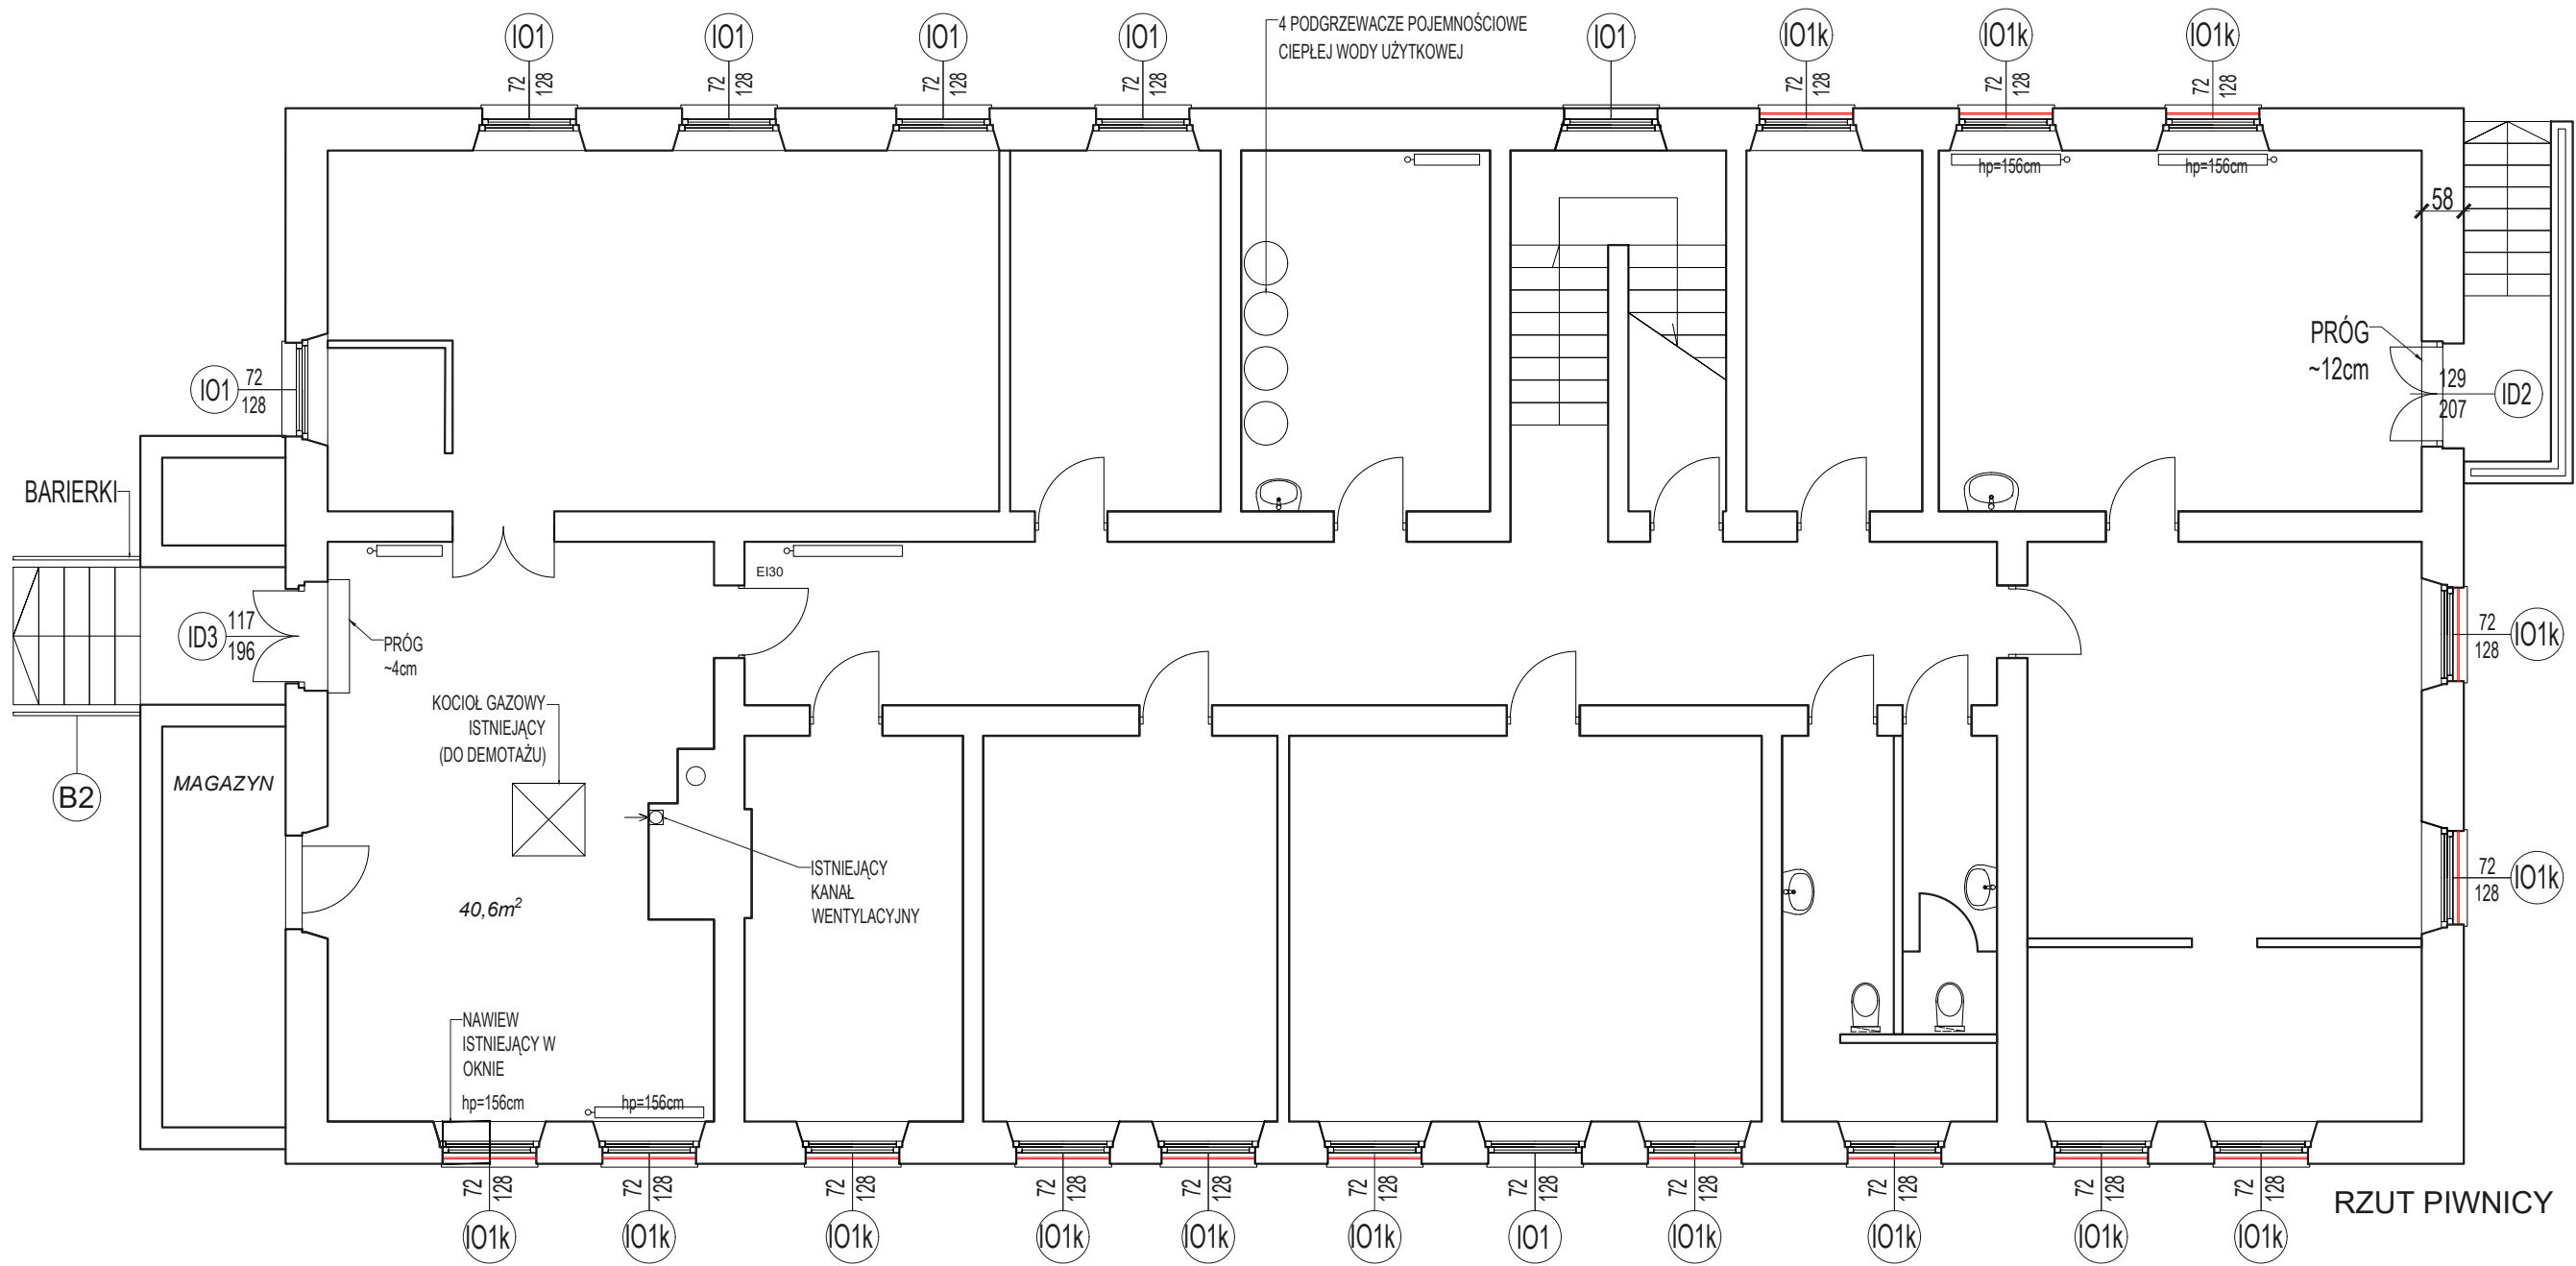 IO1 IO1 IO1 IO1 IO1 IO1k IO1k IO1k
4 PODGRZEWACZE POJEMNOŚCIOWE
CIEPŁEJ WODY UŻYTKOWEJ
72 128 72 128 72 128 72 128 72 128 72 128 72 128 72 128
hp=156cm hp=156cm
58
PRÓG
~12cm
IO1 72
128
129
207 ID2
BARIERKI
EI30
ID3 117
196
PRÓG
~4cm
72
128 IO1k
KOCIOŁ GAZOWY
ISTNIEJĄCY
(DO DEMOTAŻU)
MAGAZYN
B2
ISTNIEJĄCY
KANAŁ
WENTYLACYJNY
72
128 IO1k
40,6m²
NAWIEW
ISTNIEJĄCY W
OKNIE
hp=156cm hp=156cm
72 128 72 128 72 128 72 128 72 128 72 128 72 128 72 128 72 128 72 128 72 128
IO1k IO1k IO1k IO1k IO1k IO1k IO1 IO1k IO1k IO1k IO1k
RZUT PIWNICY